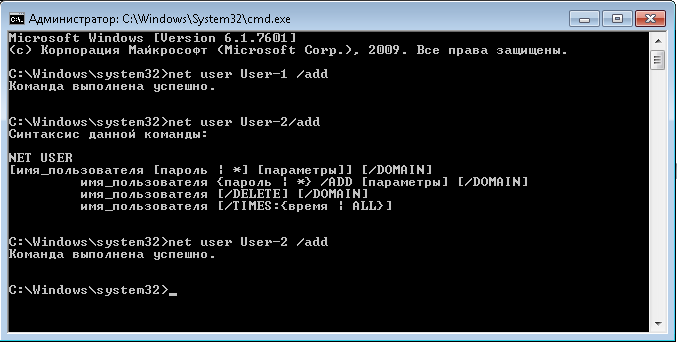 Администратор: C:\Windows\System32\cmd.exe
Microsoft Windows [Version 6.1.7601]
(c) Корпорация Майкрософт (Microsoft Corp.), 2009. Все права защищены.
C:\Windows\system32>net user User-1 /add
Команда выполнена успешно.
C:\Windows\system32>net user User-2/add
Синтаксис данной команды:
NET USER
[имя_пользователя [пароль ¦ *] [параметры]] [/DOMAIN]
имя_пользователя {пароль ¦ *} /ADD [параметры] [/DOMAIN]
имя_пользователя [/DELETE] [/DOMAIN]
имя_пользователя [/TIMES:{время ¦ ALL}]
C:\Windows\system32>net user User-2 /add
Команда выполнена успешно.
C:\Windows\system32>_